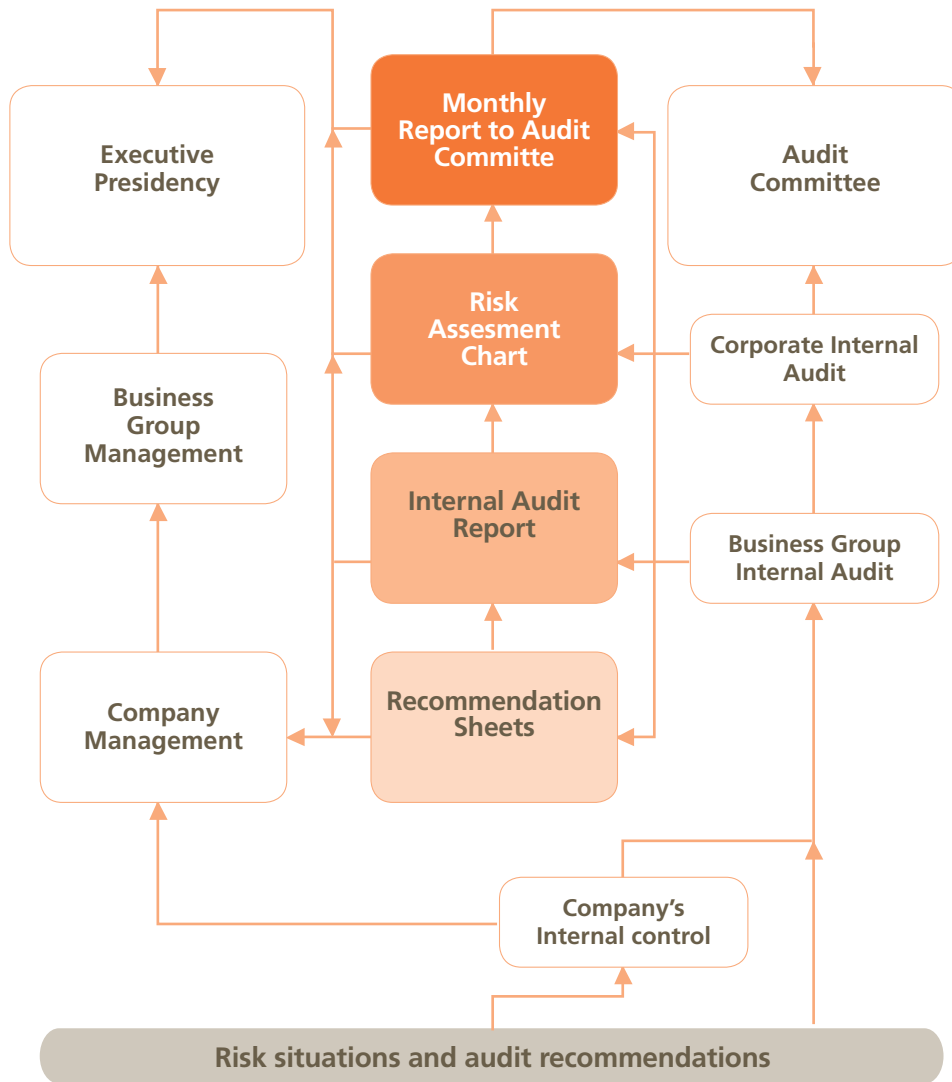 Monthly
Report to Audit
Committe
Executive
Presidency
Audit
Committee
Risk
Assesment
Chart
Corporate Internal
Audit
Business
Group
Management
Internal Audit
Report
Business Group
Internal Audit
Recommendation
Sheets
Company
Management
Company’s
Internal control
Risk situations and audit recommendations